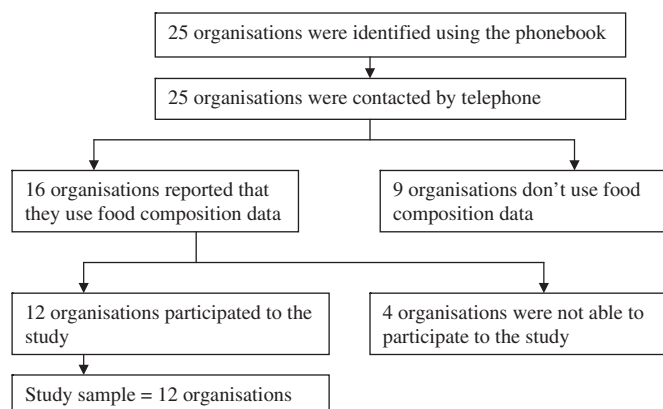 25 organisations were identified using the phonebook
25 organisations were contacted by telephone
16 organisations reported that
they use food composition data
9 organisations don't use food
composition data
12 organisations participated to the
study
4 organisations were not able to
participate to the study
Study sample = 12 organisations